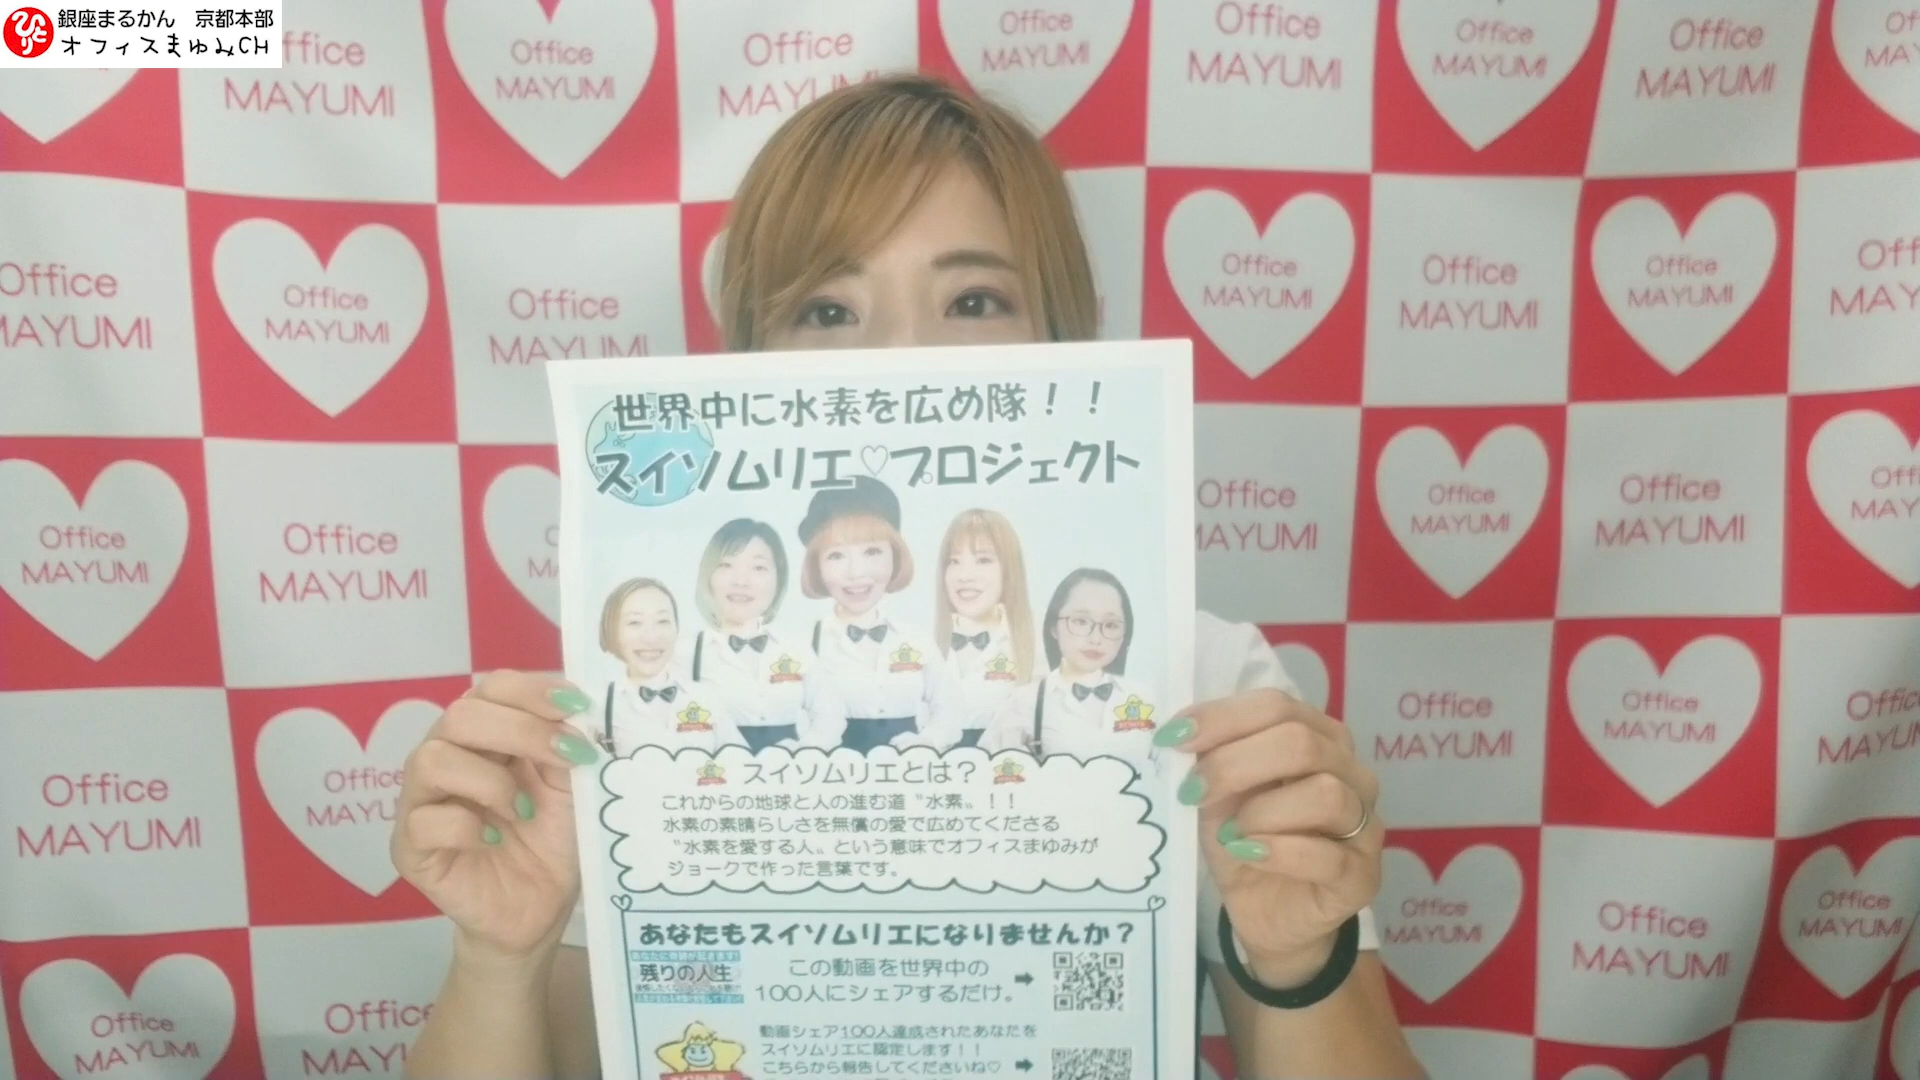 銀座まるかん 京都本部
オフィスまゆみCH
Office
MAYUMI
世界中に水素を広め隊！！
スイソムリエ♡プロジェクト
スイソムリエとは？
これからの地球と人の進む道〝水素〟！！
水素の素晴らしさを無償の愛で広めてくださる
〝水素を愛する人〟という意味でオフィスまゆみが
ジョークで作った言葉です。
あなたもスイソムリエになりませんか？
残りの人生
この動画を世界中の
100人にシェアするだけ。
動画シェア100人達成されたあなたを
スイソムリエに認定します！！
こちらから報告してくださいね♡